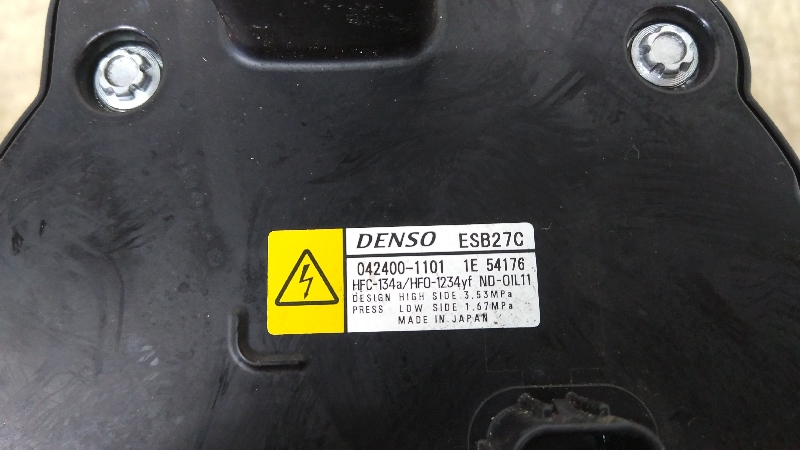 DENSO ESB27C
042400-1101 1E 54176
HFC-134a/HFO-1234yf ND-OIL11
DESIGN HIGH SIDE 3.53MPa
PRESS LOW SIDE 1.67MPa
MADE IN JAPAN